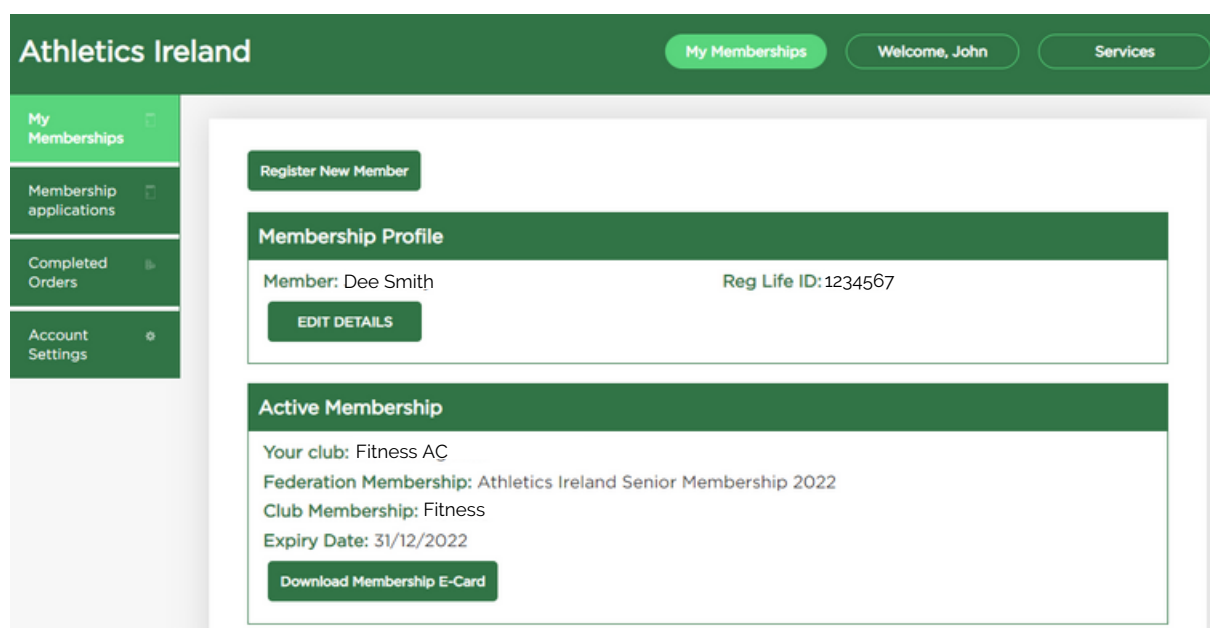 Athletics Ireland
My Memberships
Welcome, John
Services
My
Memberships
Membership
applications
Completed
Orders
Account
Settings
Register New Member
Membership Profile
Member: Dee Smith
Reg Life ID: 1234567
EDIT DETAILS
Active Membership
Your club: Fitness AC
Federation Membership: Athletics Ireland Senior Membership 2022
Club Membership: Fitness
Expiry Date: 31/12/2022
Download Membership E-Card